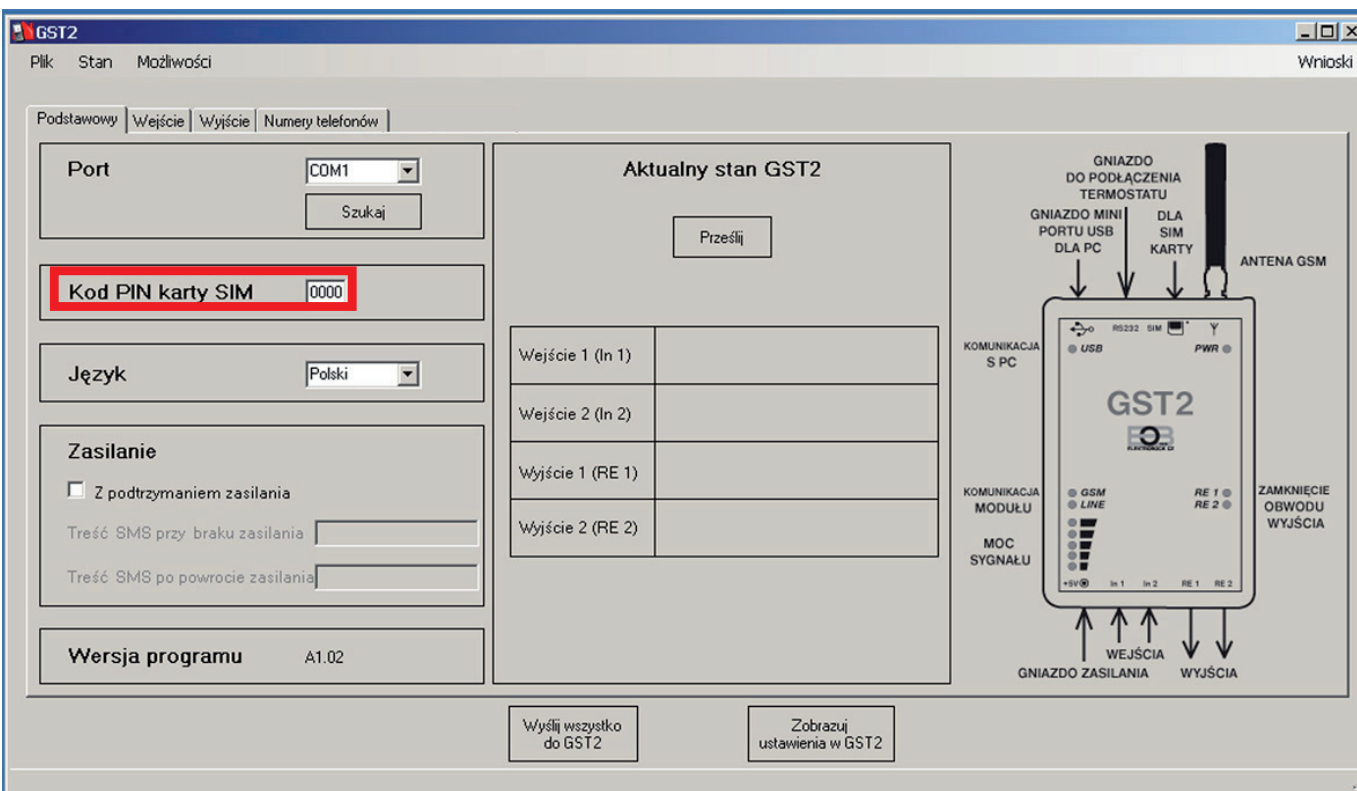 GST2
Plik Stan Możliwości Wnioski
Podstawowy Wejście Wyjście Numery telefonów
Port COM1
Szukaj
Kod PIN karty SIM 0000
Język Polski
Zasilanie
Z podtrzymaniem zasilania
Treść SMS przy braku zasilania
Treść SMS po powrocie zasilania
Wersja programu A1.02
Aktualny stan GST2
Prześlij
Wejście 1 (In 1)
Wejście 2 (In 2)
Wyjście 1 (RE 1)
Wyjście 2 (RE 2)
GNIAZDO
DO PODŁĄCZENIA
TERMOSTATU
GNIAZDO MINI
PORTU USB
DLA PC
DLA
SIM
KARTY
ANTENA GSM
RS232 SIM
KOMUNIKACJA
S PC
USB PWR
GST2
EOB
ELEKTROBOCK CZ
KOMUNIKACJA
MODUŁU
GSM RE 1
LINE RE 2
ZAMKNIĘCIE
OBWODU
WYJŚCIA
MOC
SYGNAŁU
+5V In 1 In 2 RE 1 RE 2
WEJŚCIA
GNIAZDO ZASILANIA WYJŚCIA
Wyślij wszystko
do GST2
Zobrazuj
ustawienia w GST2